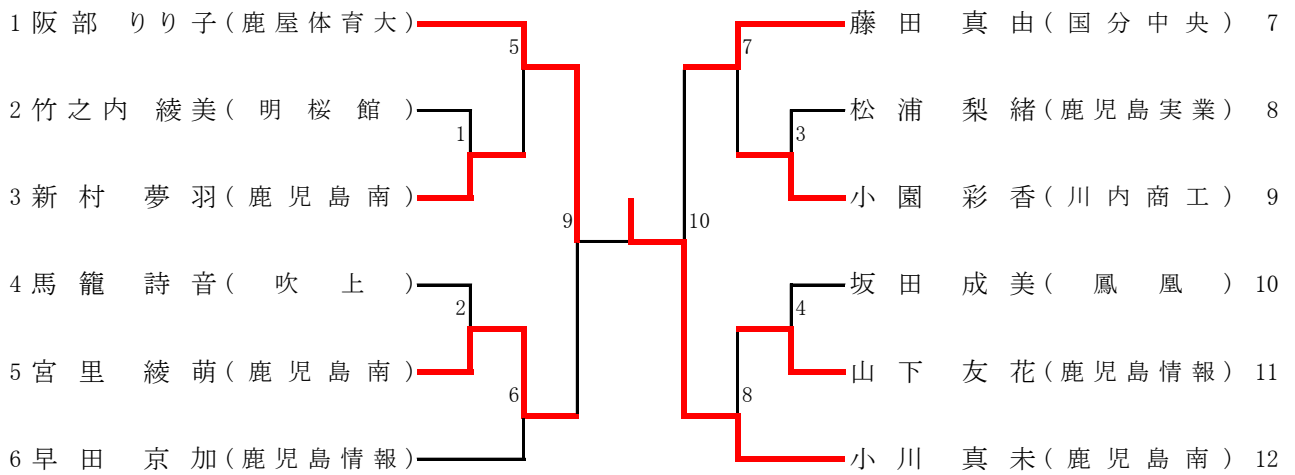 1 阪部 りり子(鹿屋体育大)
2 竹之内 綾美(明桜館)
3 新村 夢羽(鹿児島南)
4 馬籠 詩音(吹上)
5 宮里 綾萌(鹿児島南)
6 早田 京加(鹿児島情報)
5
1
9
2
6
7
3
10
4
8
藤田 真由(国分中央) 7
松浦 梨緒(鹿児島実業) 8
小園 彩香(川内商工) 9
坂田 成美(鳳凰) 10
山下 友花(鹿児島情報) 11
小川 真未(鹿児島南) 12